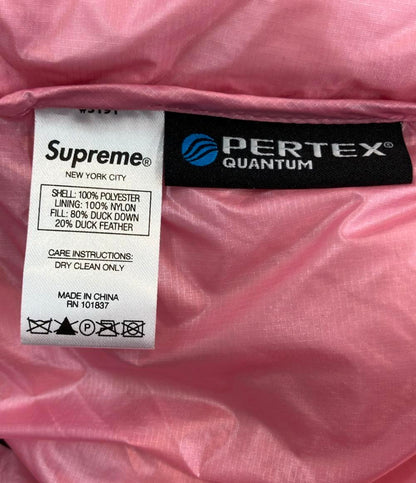 Supreme®
NEW YORK CITY
SHELL: 100% POLYESTER
LINING: 100% NYLON
FILL: 80% DUCK DOWN
20% DUCK FEATHER
CARE INSTRUCTIONS:
DRY CLEAN ONLY
MADE IN CHINA
RN 101837
PERTEX®
QUANTUM